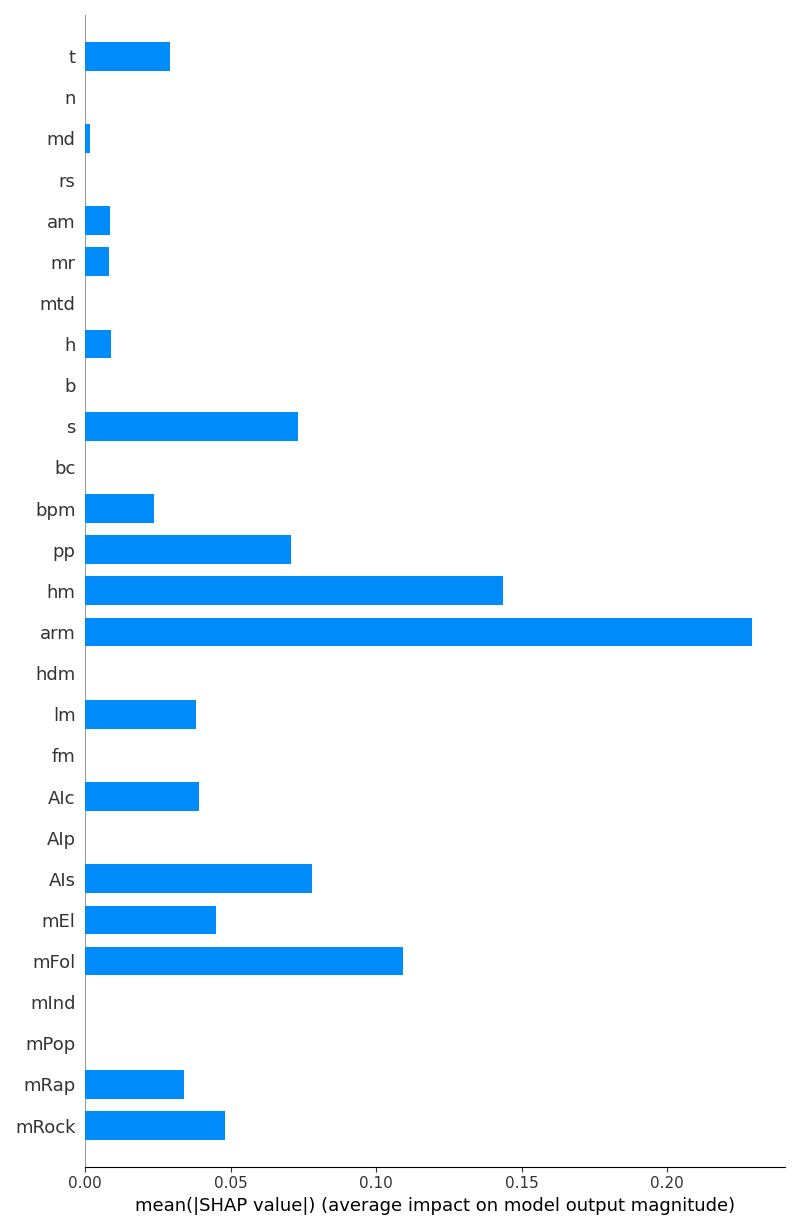 t
n
md
rs
am
mr
mtd
h
b
s
bc
bpm
pp
hm
arm
hdm
lm
fm
AIc
AIp
AIs
mEl
mFol
mInd
mPop
mRap
mRock
0.00 0.05 0.10 0.15 0.20
mean(|SHAP value|) (average impact on model output magnitude)